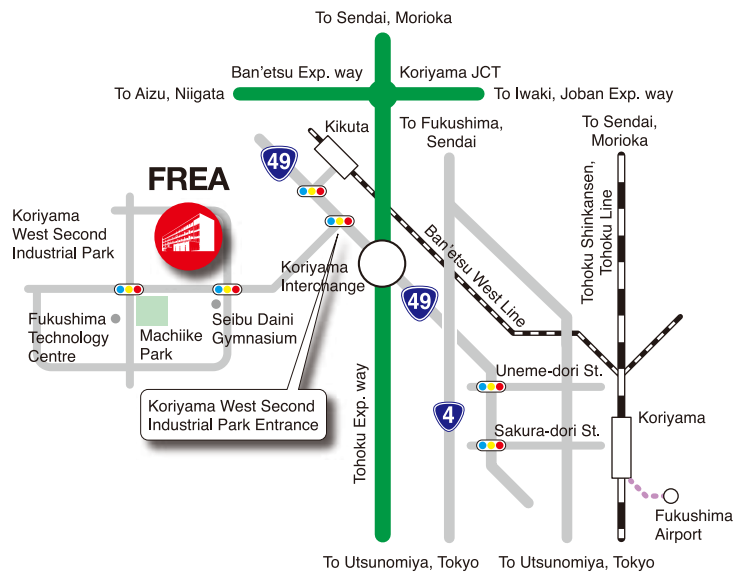 To Sendai, Morioka
Ban'etsu Exp. way
Koriyama JCT
To Aizu, Niigata
To Iwaki, Joban Exp. way
Kikuta
To Fukushima,
Sendai
To Sendai,
Morioka
49
FREA
Koriyama
West Second
Industrial Park
Koriyama
Interchange
Ban'etsu West Line
Tohoku Shinkansen,
Tohoku Line
49
Fukushima
Technology
Centre
Machiike
Park
Seibu Daini
Gymnasium
Koriyama West Second
Industrial Park Entrance
Tohoku Exp. way
Uneme-dori St.
4
Sakura-dori St.
Koriyama
Fukushima
Airport
To Utsunomiya, Tokyo
To Utsunomiya, Tokyo